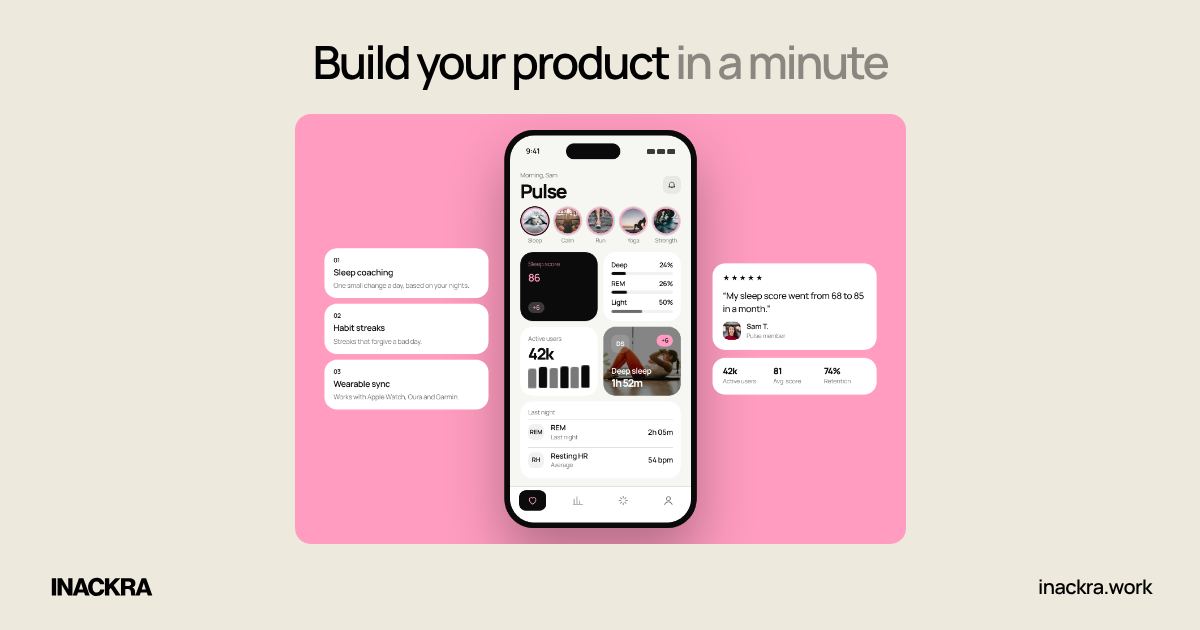 Build your product in a minute
01
Sleep coaching
One small change a day, based on your nights.
02
Habit streaks
Streaks that forgive a bad day.
03
Wearable sync
Works with Apple Watch, Oura and Garmin.
9:41
Morning, Sam
Pulse
Sleep Calm Run Yoga Strength
Sleep score
86
+6
Deep 24%
REM 26%
Light 50%
Active users
42k
DS +6
Deep sleep
1h 52m
Last night
REM REM 2h 05m
Last night
RH Resting HR 54 bpm
Average
★★★★★
“My sleep score went from 68 to 85
in a month.”
Sam T.
Pulse member
42k 81 74%
Active users Avg. score Retention
INACKRA
inackra.work